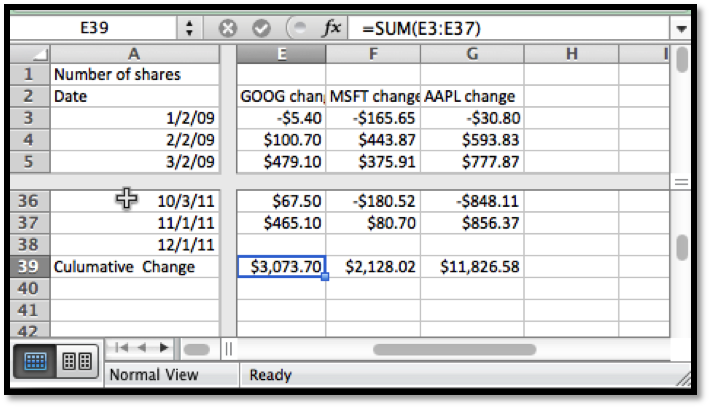 E39 fx =SUM(E3:E37)
A E F G H I
1 Number of shares
2 Date GOOG chan MSFT change AAPL change
3 1/2/09 -$5.40 -$165.65 -$30.80
4 2/2/09 $100.70 $443.87 $593.83
5 3/2/09 $479.10 $375.91 $777.87
36 10/3/11 $67.50 -$180.52 -$848.11
37 11/1/11 $465.10 $80.70 $856.37
38 12/1/11
39 Culumative Change $3,073.70 $2,128.02 $11,826.58
40
41
42
Normal View Ready